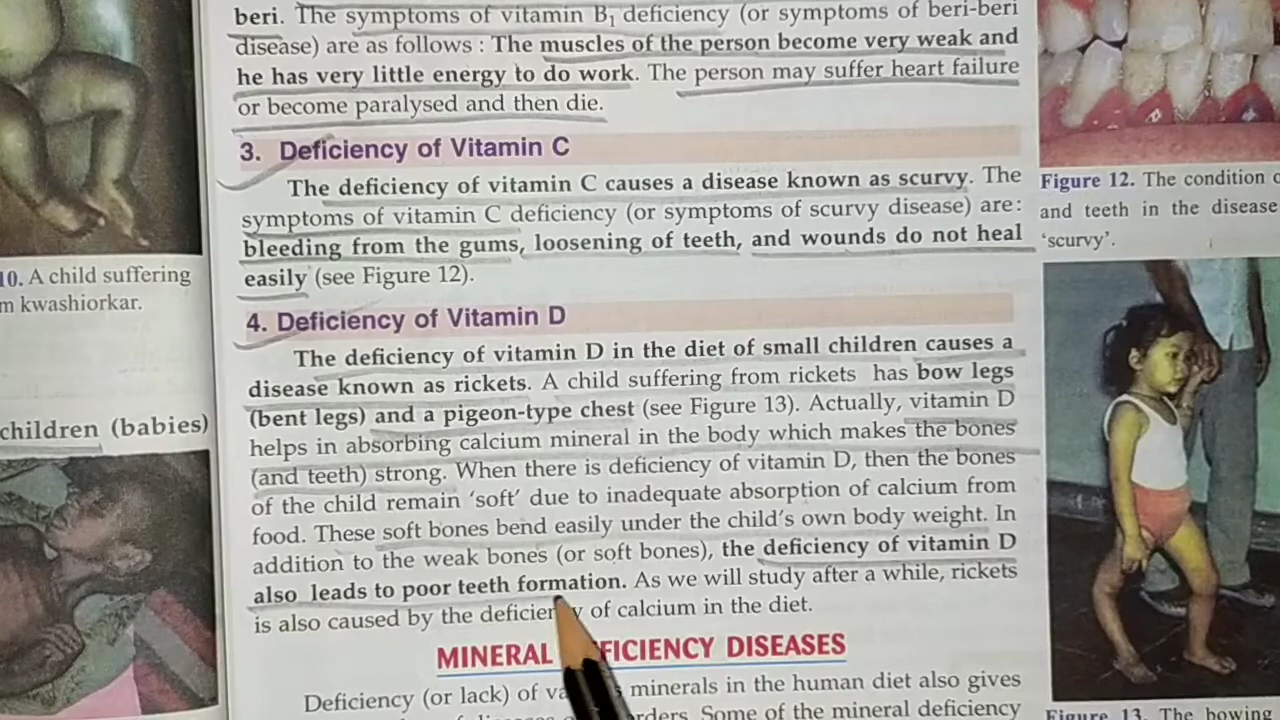 beri. The symptoms of vitamin B1 deficiency (or symptoms of beri-beri
disease) are as follows : The muscles of the person become very weak and
he has very little energy to do work. The person may suffer heart failure
or become paralysed and then die.
3. Deficiency of Vitamin C
The deficiency of vitamin C causes a disease known as scurvy. The
symptoms of vitamin C deficiency (or symptoms of scurvy disease) are:
bleeding from the gums, loosening of teeth, and wounds do not heal
easily (see Figure 12).
4. Deficiency of Vitamin D
The deficiency of vitamin D in the diet of small children causes a
disease known as rickets. A child suffering from rickets has bow legs
(bent legs) and a pigeon-type chest (see Figure 13). Actually, vitamin D
helps in absorbing calcium mineral in the body which makes the bones
(and teeth) strong. When there is deficiency of vitamin D, then the bones
of the child remain ‘soft’ due to inadequate absorption of calcium from
food. These soft bones bend easily under the child’s own body weight. In
addition to the weak bones (or soft bones), the deficiency of vitamin D
also leads to poor teeth formation. As we will study after a while, rickets
is also caused by the of calcium in the diet.
MINERAL DISEASES
Deficiency (or lack) of minerals in the human diet also gives
Some of the mineral deficiency
10. A child suffering
kwashiorkar.
children (babies)
Figure 12. The condition
and teeth in the disease
‘scurvy’.
Figure 13. The bowing